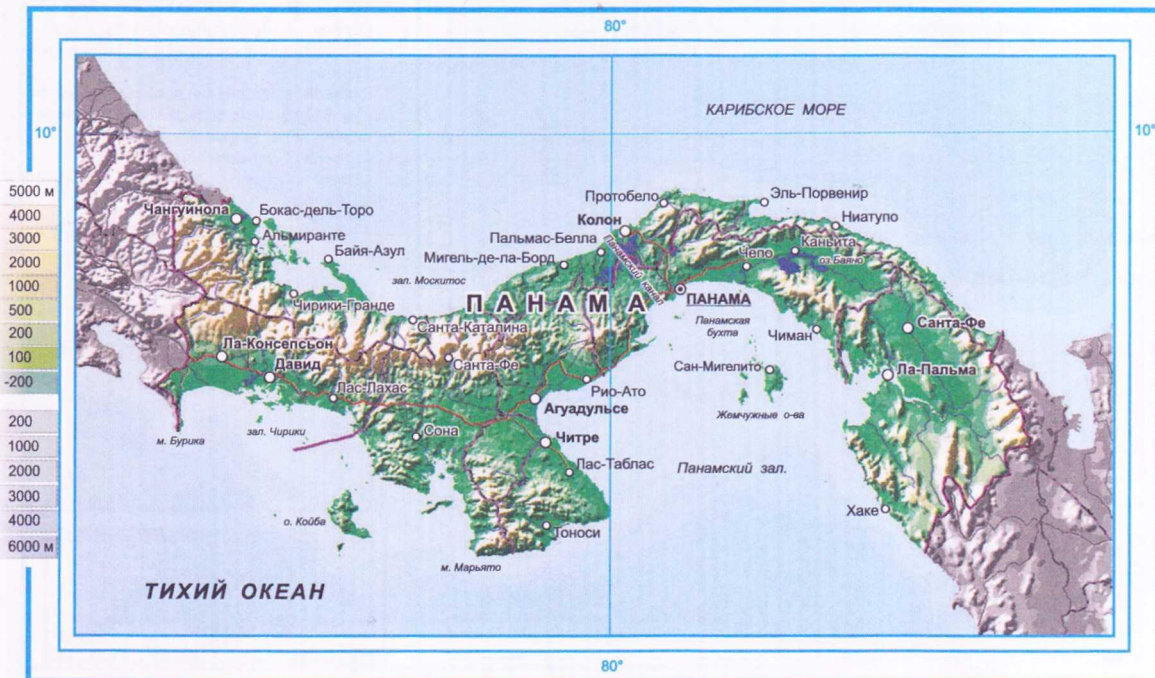 80°
КАРИБСКОЕ МОРЕ
10°
10°
5000 м
4000
3000
2000
1000
500
200
100
-200
200
1000
2000
3000
4000
6000 м
Чангуинола
Бокас-дель-Торо
Альмиранте
Байя-Азул
Чирики-Гранде
зал. Москитос
Протобело
Эль-Порвенир
Колон
Ниатупо
Пальмас-Белла
Каньита
Мигель-де-ла-Борд
Панамский канал
Чепо
оз. Баяно
ПАНАМА
ПАНАМА
Санта-Каталина
Панамская
бухта
Чиман
Санта-Фе
Ла-Консепсьон
Санта-Фе
Давид
Сан-Мигелито
Ла-Пальма
Лас-Лахас
Рио-Ато
Агуадульсе
Жемчужные о-ва
м. Бурика
зал. Чирики
Сона
Читре
Лас-Таблас
Панамский зал.
о. Койба
Тоноси
Хаке
м. Марьято
ТИХИЙ ОКЕАН
80°